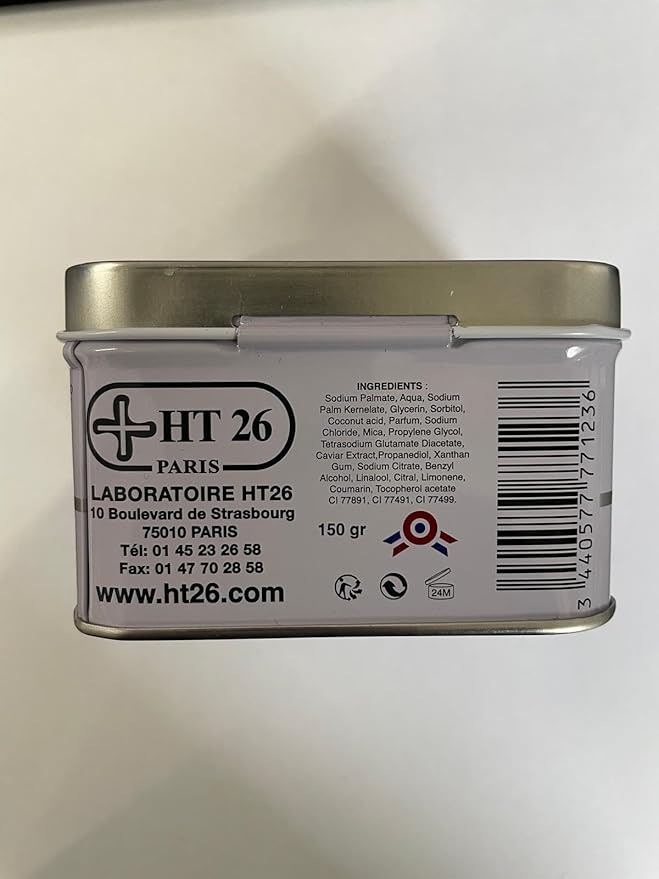 HT 26
PARIS
LABORATOIRE HT26
10 Boulevard de Strasbourg
75010 PARIS
Tél: 01 45 23 26 58
Fax: 01 47 70 28 58
www.ht26.com
INGREDIENTS :
Sodium Palmate, Aqua, Sodium
Palm Kernelate, Glycerin, Sorbitol,
Coconut acid, Parfum, Sodium
Chloride, Mica, Propylene Glycol,
Tetrasodium Glutamate Diacetate,
Caviar Extract,Propanediol, Xanthan
Gum, Sodium Citrate, Benzyl
Alcohol, Linalool, Citral, Limonene,
Coumarin, Tocopherol acetate
CI 77891, CI 77491, CI 77499.
150 gr
24M
3 440577 771236